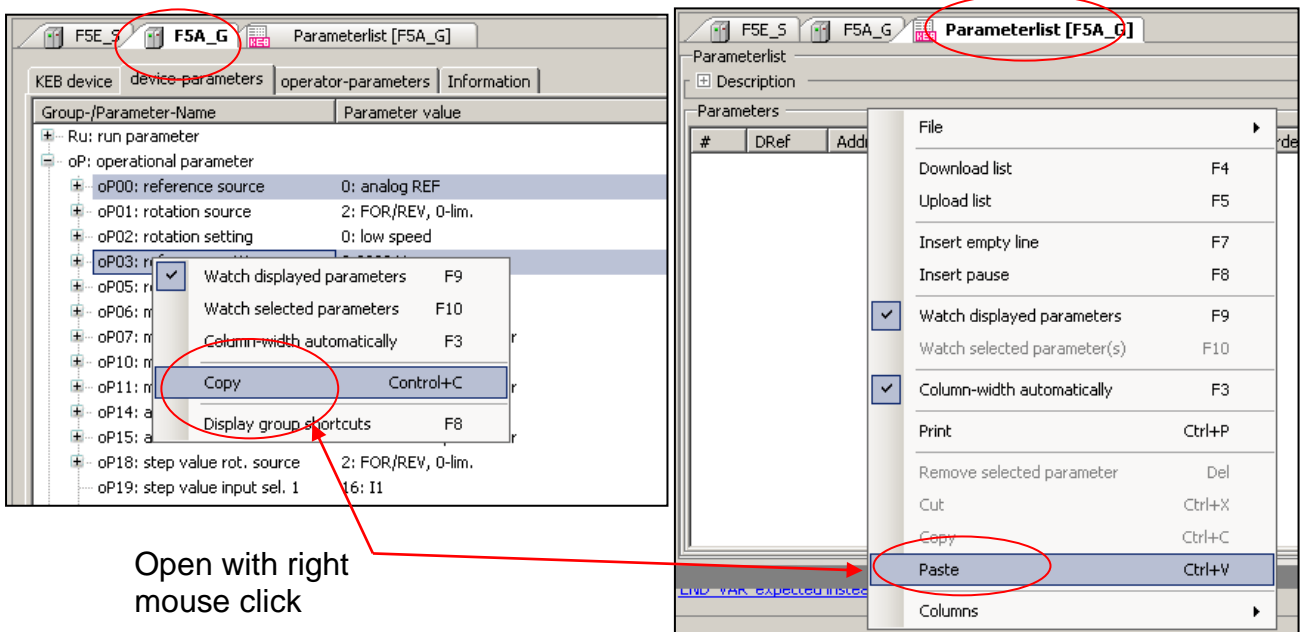 F5E_S F5A_G Parameterlist [F5A_G]
KEB device device-parameters operator-parameters Information
Group-/Parameter-Name Parameter value
Ru: run parameter
oP: operational parameter
oP00: reference source 0: analog REF
oP01: rotation source 2: FOR/REV, 0-lim.
oP02: rotation setting 0: low speed
oP03:
oP05:
oP06:
oP07:
oP10:
oP11:
oP14:
oP15:
oP18: step value rot. source 2: FOR/REV, 0-lim.
oP19: step value input sel. 1 16: I1
Watch displayed parameters F9
Watch selected parameters F10
Column-width automatically F3
Copy Control+C
Display group shortcuts F8
Open with right
mouse click
F5E_S F5A_G Parameterlist [F5A_G]
Parameterlist
Description
Parameters
# DRef
File
Download list F4
Upload list F5
Insert empty line F7
Insert pause F8
Watch displayed parameters F9
Watch selected parameter(s) F10
Column-width automatically F3
Print Ctrl+P
Remove selected parameter Del
Cut Ctrl+X
Copy Ctrl+C
Paste Ctrl+V
Columns